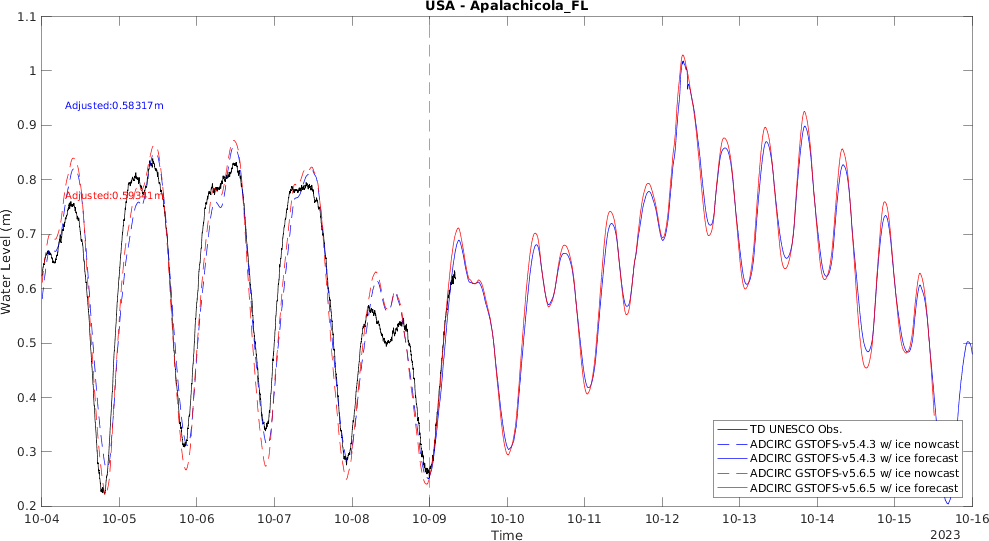 USA - Apalachicola_FL
1.1
1
0.9
0.8
0.7
0.6
0.5
0.4
0.3
0.2
Water Level (m)
Adjusted:0.58317m
Adjusted:0.59341m
TD UNESCO Obs.
ADCIRC GSTOFS-v5.4.3 w/ ice nowcast
ADCIRC GSTOFS-v5.4.3 w/ ice forecast
ADCIRC GSTOFS-v5.6.5 w/ ice nowcast
ADCIRC GSTOFS-v5.6.5 w/ ice forecast
10-04 10-05 10-06 10-07 10-08 10-09 10-10 10-11 10-12 10-13 10-14 10-15 10-16
Time
2023